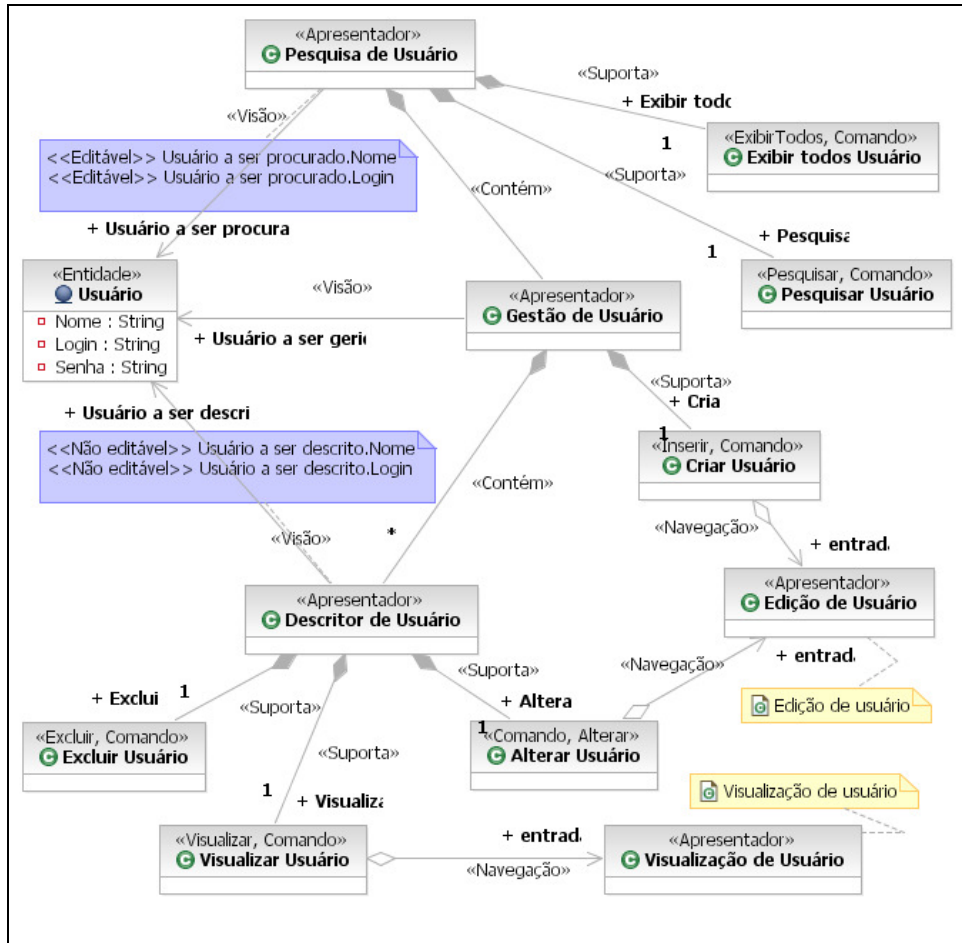 «Apresentador»
Pesquisa de Usuário
«Suporta»
+ Exibir todo
«Visão»
1
«ExibirTodos, Comando»
Exibir todos Usuário
<<Editável>> Usuário a ser procurado.Nome
<<Editável>> Usuário a ser procurado.Login
«Suporta»
«Contém»
+ Usuário a ser procura
+ Pesquisa
1
«Entidade»
Usuário
Nome : String
Login : String
Senha : String
«Pesquisar, Comando»
Pesquisar Usuário
«Visão»
«Apresentador»
Gestão de Usuário
+ Usuário a ser geri
«Suporta»
+ Cria
+ Usuário a ser descri
1
«Inserir, Comando»
Criar Usuário
<<Não editável>> Usuário a ser descrito.Nome
<<Não editável>> Usuário a ser descrito.Login
«Contém»
«Navegação»
«Visão»
*
+ entrad
«Apresentador»
Descritor de Usuário
«Apresentador»
Edição de Usuário
+ entrad
«Navegação»
«Suporta»
+ Exclui
1
«Suporta»
+ Altera
Edição de usuário
1
«Excluir, Comando»
Excluir Usuário
«Suporta»
«Comando, Alterar»
Alterar Usuário
1
+ Visualiza
Visualização de usuário
«Visualizar, Comando»
Visualizar Usuário
+ entrad
«Navegação»
«Apresentador»
Visualização de Usuário